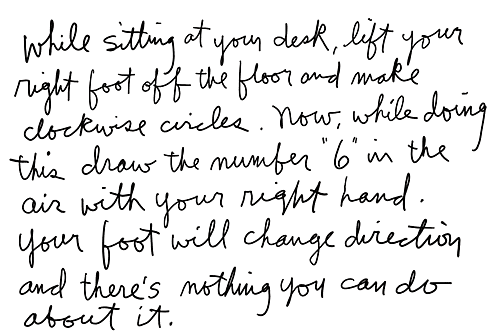 While sitting at your desk, lift your
right foot off the floor and make
clockwise circles. Now, while doing
this draw the number "6" in the
air with your right hand.
Your foot will change direction
and there's nothing you can do
about it.